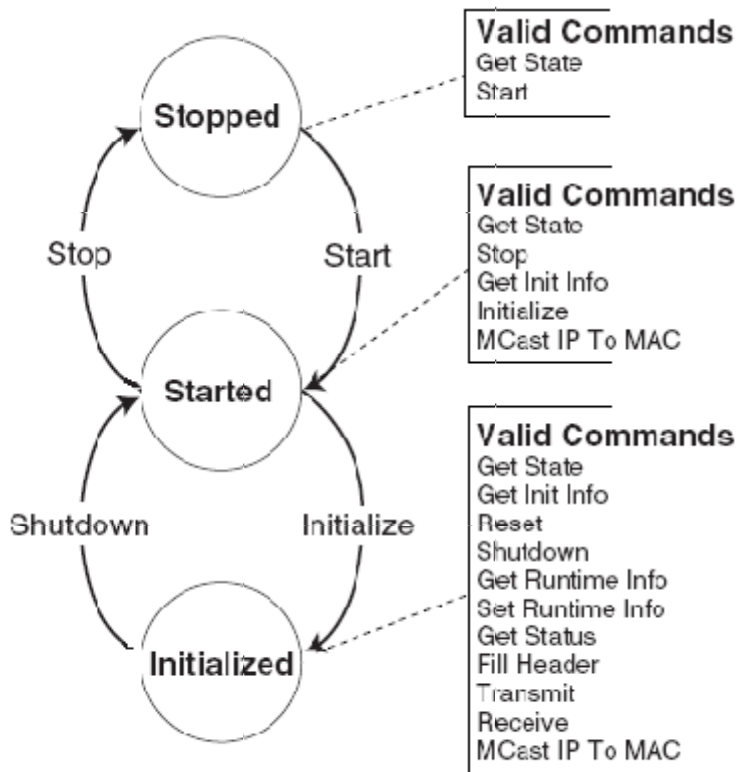 Stopped
Valid Commands
Get State
Start
Stop
Start
Valid Commands
Get State
Stop
Get Init Info
Initialize
MCast IP To MAC
Started
Shutdown
Initialize
Valid Commands
Get State
Get Init Info
Reset
Shutdown
Get Runtime Info
Set Runtime Info
Get Status
Fill Header
Transmit
Receive
MCast IP To MAC
Initialized